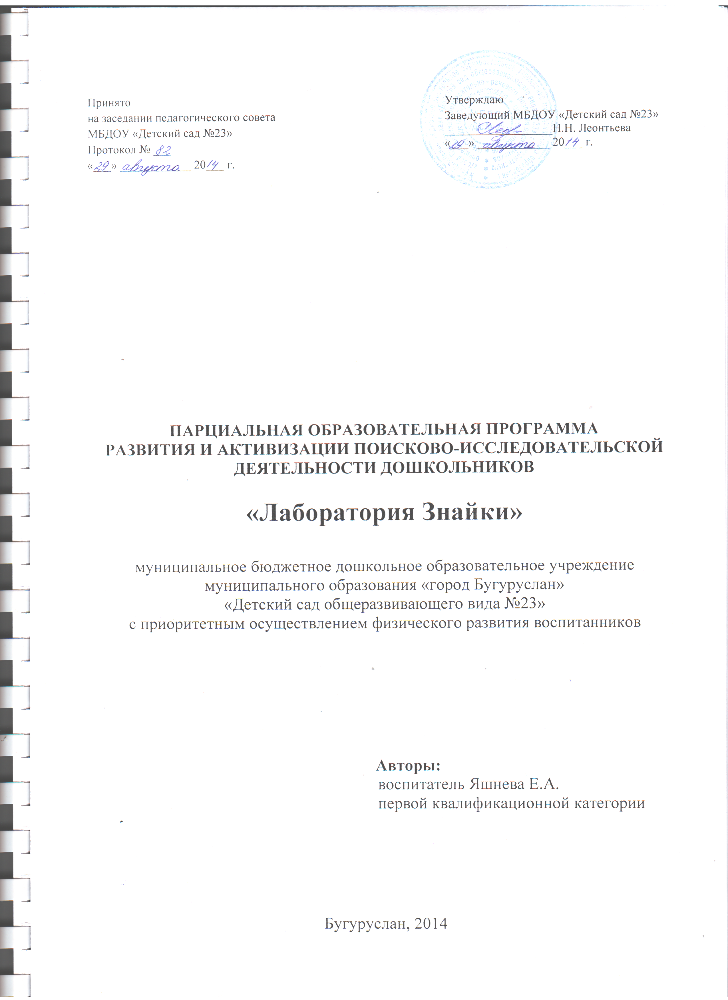 Принято
на заседании педагогического совета
МБДОУ «Детский сад №23»
Протокол № 82
«29» августа 2014 г.
Утверждаю
Заведующий МБДОУ «Детский сад №23»
Н.Н. Леонтьева
«29» августа 2014 г.
ПАРЦИАЛЬНАЯ ОБРАЗОВАТЕЛЬНАЯ ПРОГРАММА
РАЗВИТИЯ И АКТИВИЗАЦИИ ПОИСКОВО-ИССЛЕДОВАТЕЛЬСКОЙ
ДЕЯТЕЛЬНОСТИ ДОШКОЛЬНИКОВ
«Лаборатория Знайки»
муниципальное бюджетное дошкольное образовательное учреждение
муниципального образования «город Бугуруслан»
«Детский сад общеразвивающего вида №23»
с приоритетным осуществлением физического развития воспитанников
Авторы:
воспитатель Яшнева Е.А.
первой квалификационной категории
Бугуруслан, 2014